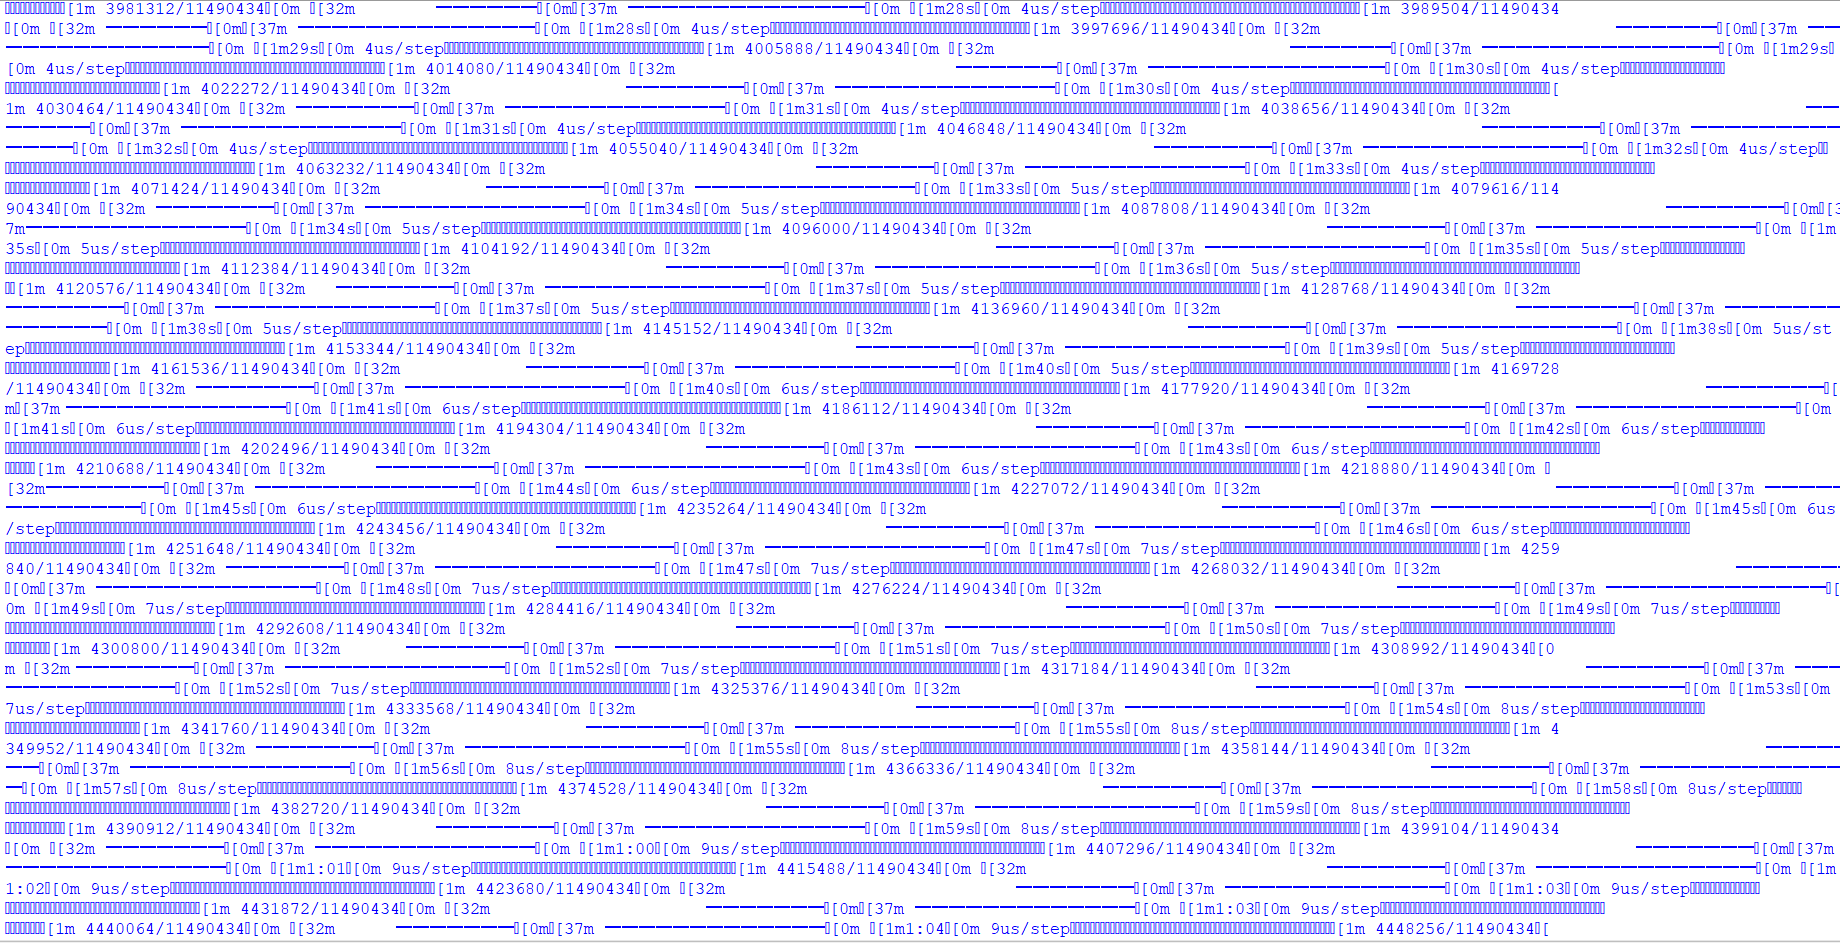 [1m 3981312/11490434[0m [32m ━━━━━[0m[37m ━━━━━━━━━━━[0m [1m28s[0m 4us/step[1m 3989504/11490434
[0m [32m ━━━━━[0m[37m ━━━━━━━━━━━[0m [1m28s[0m 4us/step[1m 3997696/11490434[0m [32m ━━━━━[0m[37m
━━━━━━━━━━[0m [1m29s[0m 4us/step[1m 4005888/11490434[0m [32m ━━━━━[0m[37m ━━━━━━━━━━━[0m [1m29s
[0m 4us/step[1m 4014080/11490434[0m [32m ━━━━━[0m[37m ━━━━━━━━━━━[0m [1m30s[0m 4us/step
[1m 4022272/11490434[0m [32m ━━━━━[0m[37m ━━━━━━━━━━━[0m [1m30s[0m 4us/step[
1m 4030464/11490434[0m [32m ━━━━━[0m[37m ━━━━━━━━━━━[0m [1m31s[0m 4us/step[1m 4038656/11490434[0m [32m ━
━━━━[0m[37m ━━━━━━━━━━━[0m [1m31s[0m 4us/step[1m 4046848/11490434[0m [32m ━━━━━[0m[37m ━━━━━━━
━━━[0m [1m32s[0m 4us/step[1m 4055040/11490434[0m [32m ━━━━━[0m[37m ━━━━━━━━━━━[0m [1m32s[0m 4us/step
[1m 4063232/11490434[0m [32m ━━━━━[0m[37m ━━━━━━━━━━━[0m [1m33s[0m 4us/step
[1m 4071424/11490434[0m [32m ━━━━━[0m[37m ━━━━━━━━━━━[0m [1m33s[0m 5us/step[1m 4079616/114
90434[0m [32m ━━━━━[0m[37m ━━━━━━━━━━━[0m [1m34s[0m 5us/step[1m 4087808/11490434[0m [32m ━━━━━[0m[3
7m━━━━━━━━━━━[0m [1m34s[0m 5us/step[1m 4096000/11490434[0m [32m ━━━━━[0m[37m ━━━━━━━━━━━[0m [1m
35s[0m 5us/step[1m 4104192/11490434[0m [32m ━━━━━[0m[37m ━━━━━━━━━━━[0m [1m35s[0m 5us/step
[1m 4112384/11490434[0m [32m ━━━━━[0m[37m ━━━━━━━━━━━[0m [1m36s[0m 5us/step
[1m 4120576/11490434[0m [32m ━━━━━[0m[37m ━━━━━━━━━━━[0m [1m37s[0m 5us/step[1m 4128768/11490434[0m [32m
━━━━━[0m[37m ━━━━━━━━━━━[0m [1m37s[0m 5us/step[1m 4136960/11490434[0m [32m ━━━━━[0m[37m ━━━━━━
━━━━━[0m [1m38s[0m 5us/step[1m 4145152/11490434[0m [32m ━━━━━[0m[37m ━━━━━━━━━━━[0m [1m38s[0m 5us/st
ep[1m 4153344/11490434[0m [32m ━━━━━[0m[37m ━━━━━━━━━━━[0m [1m39s[0m 5us/step
[1m 4161536/11490434[0m [32m ━━━━━[0m[37m ━━━━━━━━━━━[0m [1m40s[0m 5us/step[1m 4169728
/11490434[0m [32m ━━━━━[0m[37m ━━━━━━━━━━━[0m [1m40s[0m 6us/step[1m 4177920/11490434[0m [32m ━━━━━[0
m[37m ━━━━━━━━━━━[0m [1m41s[0m 6us/step[1m 4186112/11490434[0m [32m ━━━━━[0m[37m ━━━━━━━━━━━[0m
[1m41s[0m 6us/step[1m 4194304/11490434[0m [32m ━━━━━[0m[37m ━━━━━━━━━━━[0m [1m42s[0m 6us/step
[1m 4202496/11490434[0m [32m ━━━━━[0m[37m ━━━━━━━━━━━[0m [1m43s[0m 6us/step
[1m 4210688/11490434[0m [32m ━━━━━[0m[37m ━━━━━━━━━━━[0m [1m43s[0m 6us/step[1m 4218880/11490434[0m
[32m━━━━━[0m[37m ━━━━━━━━━━━[0m [1m44s[0m 6us/step[1m 4227072/11490434[0m [32m ━━━━━[0m[37m ━━━━
━━━━━━━[0m [1m45s[0m 6us/step[1m 4235264/11490434[0m [32m ━━━━━[0m[37m ━━━━━━━━━━━[0m [1m45s[0m 6us
/step[1m 4243456/11490434[0m [32m ━━━━━[0m[37m ━━━━━━━━━━━[0m [1m46s[0m 6us/step
[1m 4251648/11490434[0m [32m ━━━━━[0m[37m ━━━━━━━━━━━[0m [1m47s[0m 7us/step[1m 4259
840/11490434[0m [32m ━━━━━[0m[37m ━━━━━━━━━━━[0m [1m47s[0m 7us/step[1m 4268032/11490434[0m [32m ━━━━━
[0m[37m ━━━━━━━━━━━[0m [1m48s[0m 7us/step[1m 4276224/11490434[0m [32m ━━━━━[0m[37m ━━━━━━━━━━━[
0m [1m49s[0m 7us/step[1m 4284416/11490434[0m [32m ━━━━━[0m[37m ━━━━━━━━━━━[0m [1m49s[0m 7us/step
[1m 4292608/11490434[0m [32m ━━━━━[0m[37m ━━━━━━━━━━━[0m [1m50s[0m 7us/step
[1m 4300800/11490434[0m [32m ━━━━━[0m[37m ━━━━━━━━━━━[0m [1m51s[0m 7us/step[1m 4308992/11490434[0
m [32m ━━━━━[0m[37m ━━━━━━━━━━━[0m [1m52s[0m 7us/step[1m 4317184/11490434[0m [32m ━━━━━[0m[37m ━━
━━━━━━━━[0m [1m52s[0m 7us/step[1m 4325376/11490434[0m [32m ━━━━━[0m[37m ━━━━━━━━━━━[0m [1m53s[0m
7us/step[1m 4333568/11490434[0m [32m ━━━━━[0m[37m ━━━━━━━━━━━[0m [1m54s[0m 8us/step
[1m 4341760/11490434[0m [32m ━━━━━[0m[37m ━━━━━━━━━━━[0m [1m55s[0m 8us/step[1m 4
349952/11490434[0m [32m ━━━━━[0m[37m ━━━━━━━━━━━[0m [1m55s[0m 8us/step[1m 4358144/11490434[0m [32m ━━━
━━[0m[37m ━━━━━━━━━━━[0m [1m56s[0m 8us/step[1m 4366336/11490434[0m [32m ━━━━━[0m[37m ━━━━━━━━━━
━[0m [1m57s[0m 8us/step[1m 4374528/11490434[0m [32m ━━━━━[0m[37m ━━━━━━━━━━━[0m [1m58s[0m 8us/step
[1m 4382720/11490434[0m [32m ━━━━━[0m[37m ━━━━━━━━━━━[0m [1m59s[0m 8us/step
[1m 4390912/11490434[0m [32m ━━━━━[0m[37m ━━━━━━━━━━━[0m [1m59s[0m 8us/step[1m 4399104/11490434
[0m [32m ━━━━━[0m[37m ━━━━━━━━━━━[0m [1m1:00[0m 9us/step[1m 4407296/11490434[0m [32m ━━━━━[0m[37m
━━━━━━━━━━━[0m [1m1:01[0m 9us/step[1m 4415488/11490434[0m [32m ━━━━━[0m[37m ━━━━━━━━━━━[0m [1m
1:02[0m 9us/step[1m 4423680/11490434[0m [32m ━━━━━[0m[37m ━━━━━━━━━━━[0m [1m1:03[0m 9us/step
[1m 4431872/11490434[0m [32m ━━━━━[0m[37m ━━━━━━━━━━━[0m [1m1:03[0m 9us/step
[1m 4440064/11490434[0m [32m ━━━━━[0m[37m ━━━━━━━━━━━[0m [1m1:04[0m 9us/step[1m 4448256/11490434[